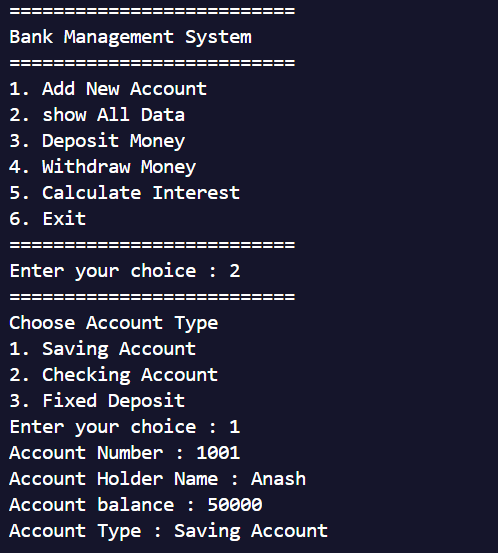 ==========================
Bank Management System
==========================
1. Add New Account
2. show All Data
3. Deposit Money
4. Withdraw Money
5. Calculate Interest
6. Exit
==========================
Enter your choice : 2
==========================
Choose Account Type
1. Saving Account
2. Checking Account
3. Fixed Deposit
Enter your choice : 1
Account Number : 1001
Account Holder Name : Anash
Account balance : 50000
Account Type : Saving Account